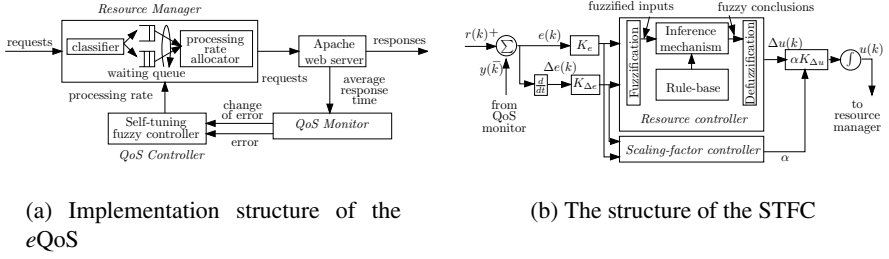 Resource Manager
requests
classifier
processing
rate
allocator
waiting queue
requests
Apache
web server
responses
average
response
time
processing rate
change
of error
error
Self-tuning
fuzzy controller
QoS Controller
QoS Monitor
(a) Implementation structure of the
eQoS
fuzzified inputs
fuzzy conclusions
r(k)
+
∑
−
y(k)
from
QoS
monitor
e(k)
K_e
d/dt
Δe(k)
K_Δe
Fuzzification
Inference
mechanism
Rule-base
Defuzzification
Resource controller
Scaling-factor controller
α
Δu(k)
αK_Δu
∫
u(k)
to
resource
manager
(b) The structure of the STFC